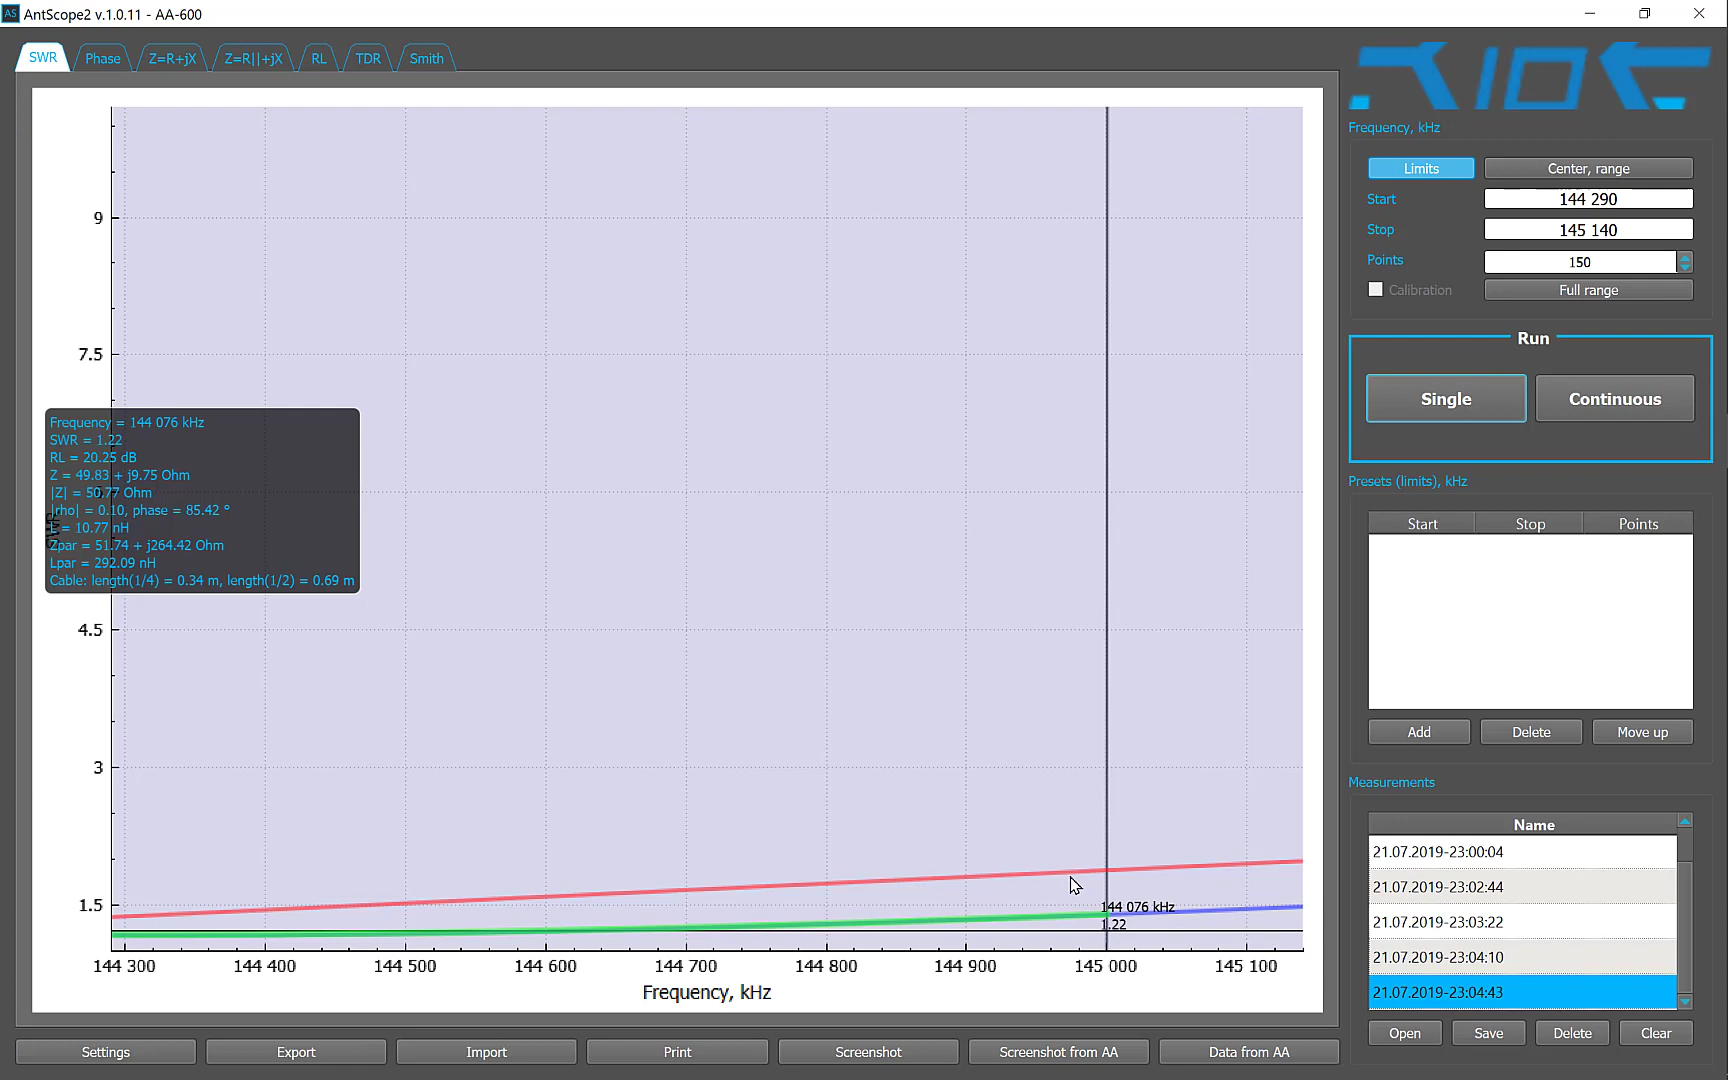 AS AntScope2 v.1.0.11 - AA-600
SWR
Phase
Z=R+jX
Z=R||+jX
RL
TDR
Smith
9
7.5
4.5
3
1.5
Frequency = 144 076 kHz
SWR = 1.22
RL = 20.25 dB
Z = 49.83 + j9.75 Ohm
|Z| = 50.77 Ohm
|rho| = 0.10, phase = 85.42 °
= 10.77 nH
Zpar = 51.74 + j264.42 Ohm
Lpar = 292.09 nH
Cable: length(1/4) = 0.34 m, length(1/2) = 0.69 m
144 076 kHz
1.22
144 300
144 400
144 500
144 600
144 700
144 800
144 900
145 000
145 100
Frequency, kHz
Frequency, kHz
Limits
Center, range
Start
144 290
Stop
145 140
Points
150
Calibration
Full range
Run
Single
Continuous
Presets (limits), kHz
Start
Stop
Points
Add
Delete
Move up
Measurements
Name
21.07.2019-23:00:04
21.07.2019-23:02:44
21.07.2019-23:03:22
21.07.2019-23:04:10
21.07.2019-23:04:43
Open
Save
Delete
Clear
Settings
Export
Import
Print
Screenshot
Screenshot from AA
Data from AA